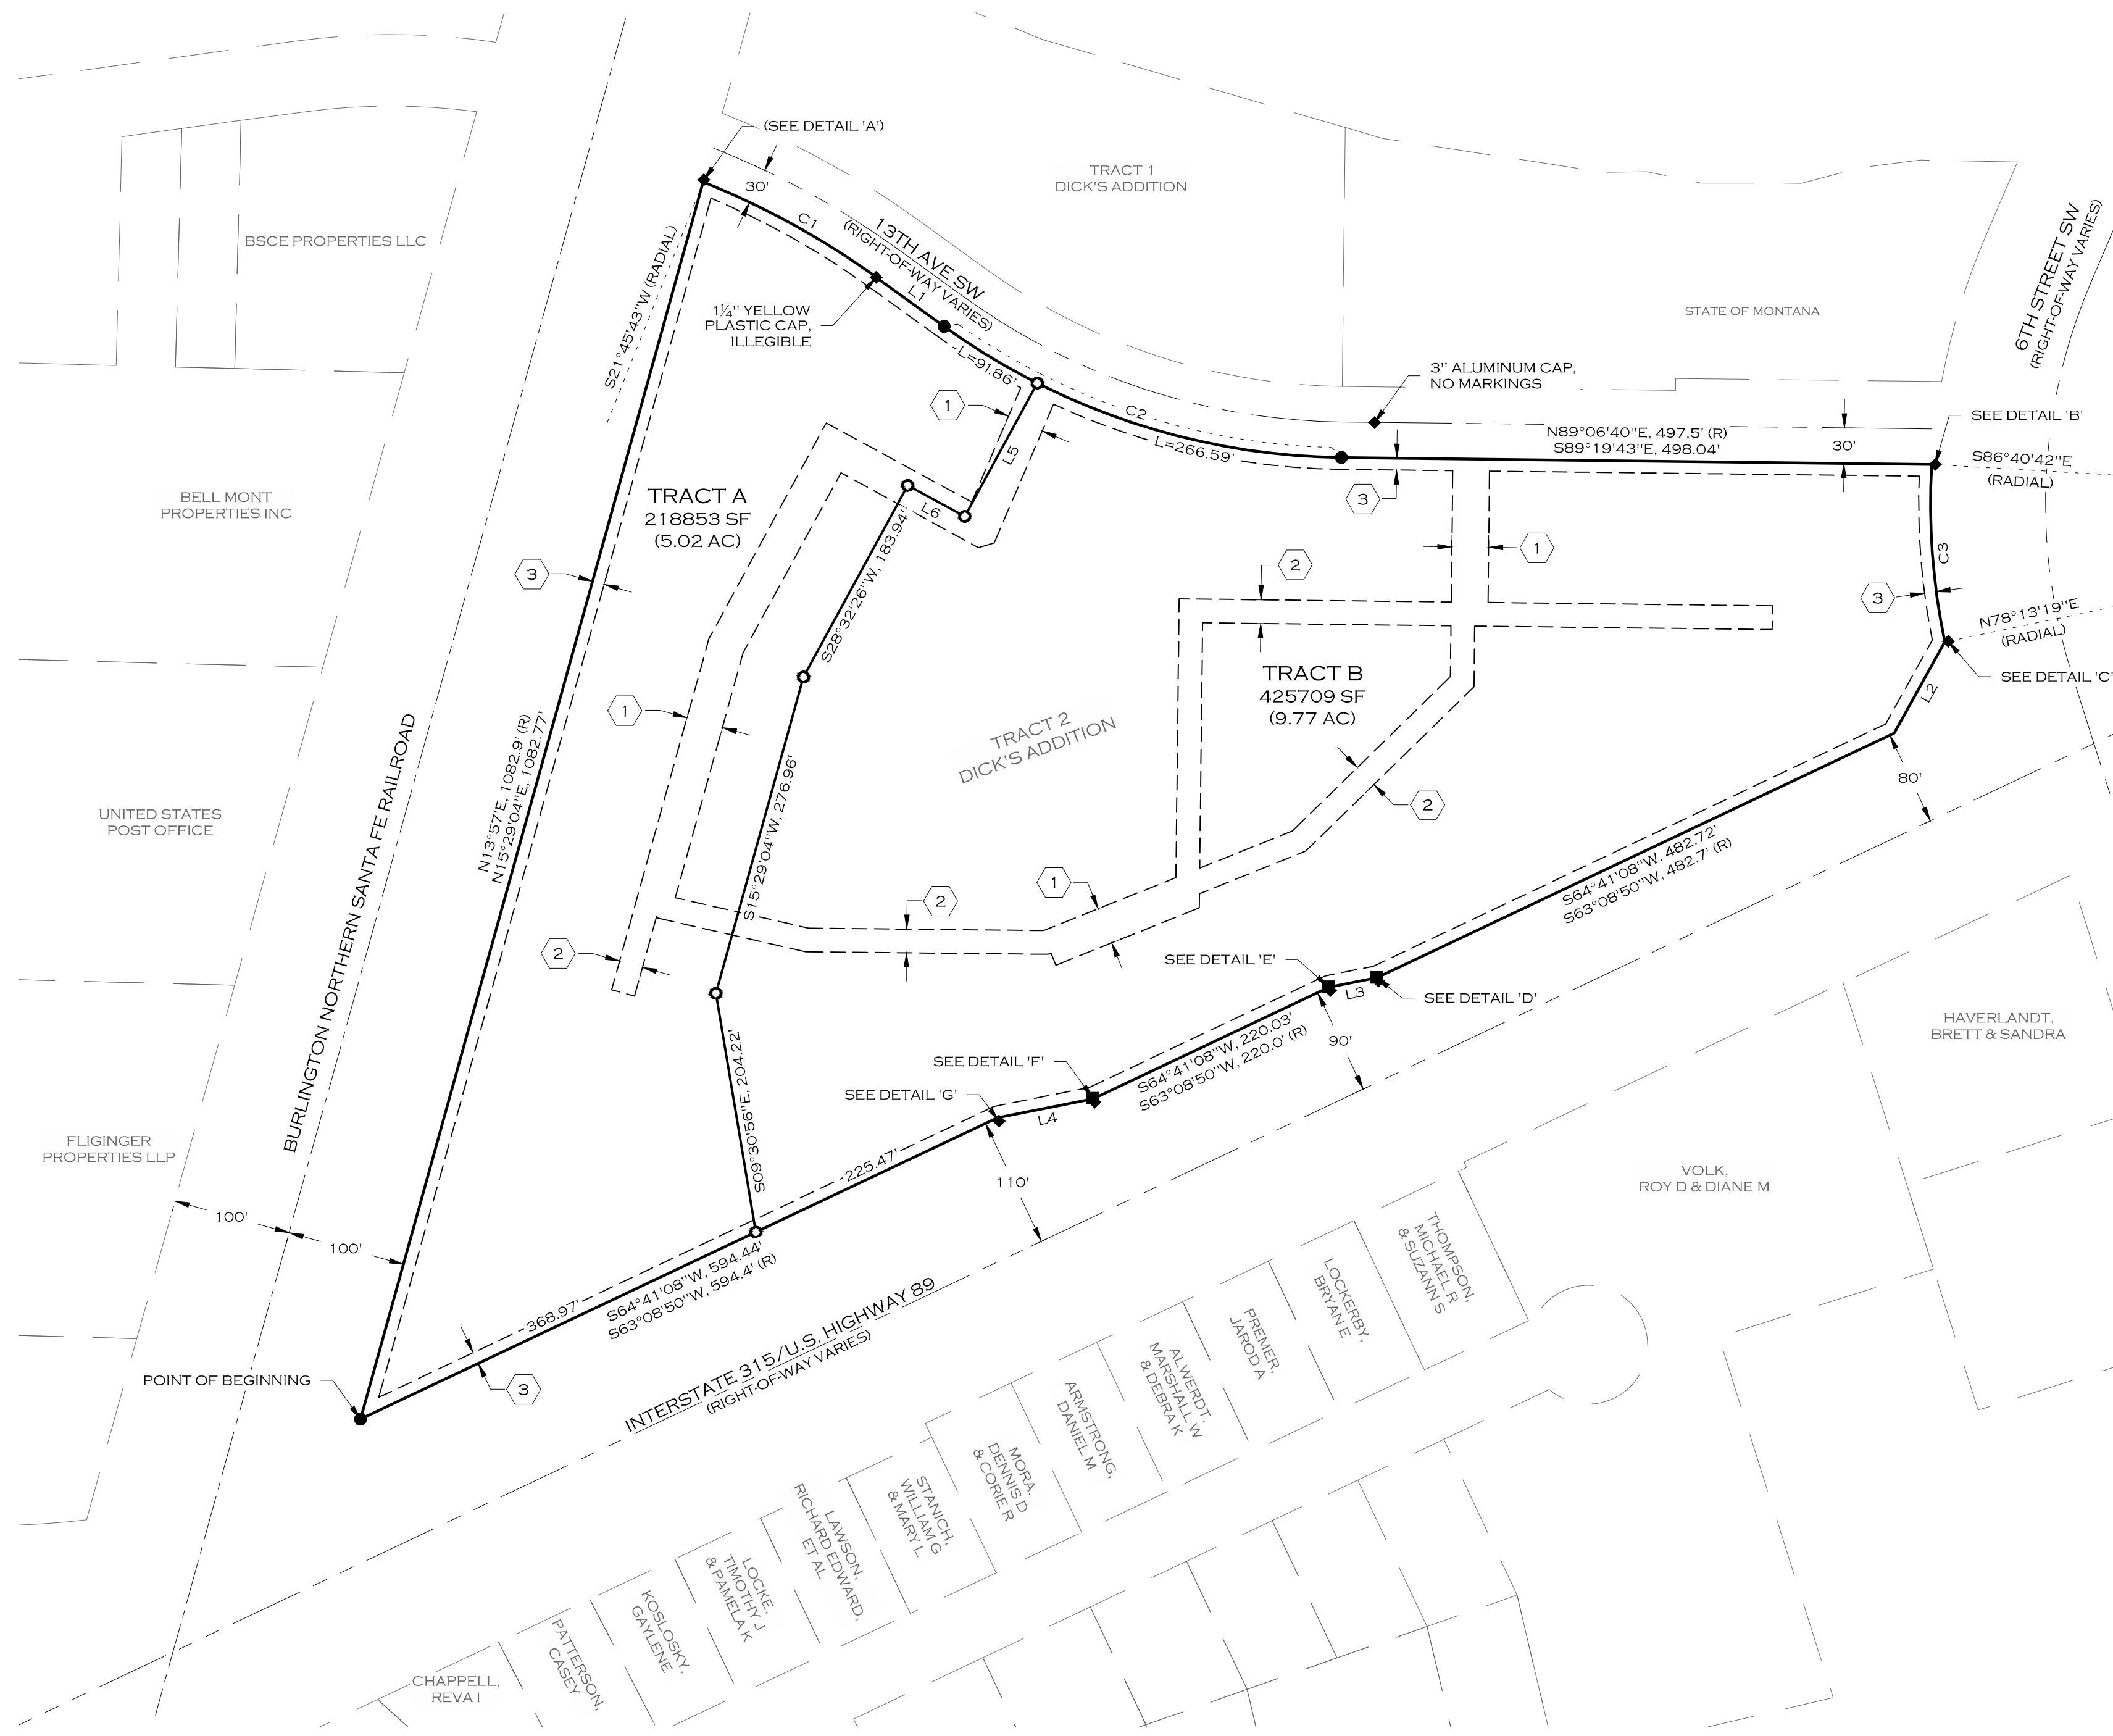 (SEE DETAIL 'A')
30'
C1
13TH AVE SW
(RIGHT-OF-WAY VARIES)
TRACT 1
DICK'S ADDITION
BSCE PROPERTIES LLC
S21°45'43"W (RADIAL)
1¼" YELLOW
PLASTIC CAP,
ILLEGIBLE
L1
L=91.86'
STATE OF MONTANA
6TH STREET SW
(RIGHT-OF-WAY VARIES)
3" ALUMINUM CAP,
NO MARKINGS
C2
L=266.59'
N89°06'40"E, 497.5' (R)
S89°19'43"E, 498.04'
30'
SEE DETAIL 'B'
S86°40'42"E
(RADIAL)
1
L5
L6
3
BELL MONT
PROPERTIES INC
TRACT A
218853 SF
(5.02 AC)
3
S28°32'26"W, 183.94'
1
2
C3
3
N78°13'19"E
(RADIAL)
SEE DETAIL 'C'
L2
TRACT B
425709 SF
(9.77 AC)
TRACT 2
DICK'S ADDITION
1
N13°57'E, 1082.9' (R)
N15°29'04"E, 1082.77'
S15°29'04"W, 276.96'
UNITED STATES
POST OFFICE
BURLINGTON NORTHERN SANTA FE RAILROAD
80'
2
S64°41'08"W, 482.72'
S63°08'50"W, 482.7' (R)
1
2
2
SEE DETAIL 'E'
L3
SEE DETAIL 'D'
HAVERLANDT,
BRETT & SANDRA
S09°30'56"E, 204.22'
SEE DETAIL 'F'
S64°41'08"W, 220.03'
S63°08'50"W, 220.0' (R)
90'
SEE DETAIL 'G'
L4
FLIGINGER
PROPERTIES LLP
225.47'
110'
VOLK,
ROY D & DIANE M
100'
100'
368.97'
S64°41'08"W, 594.44'
S63°08'50"W, 594.4' (R)
INTERSTATE 315/U.S. HIGHWAY 89
(RIGHT-OF-WAY VARIES)
3
POINT OF BEGINNING
THOMPSON,
MICHAEL R
& SUZANN S
LOCKERBY,
BRYAN E
PREMER,
JAROD A
ALWERDT,
MARSHALL W
& DEBRA K
ARMSTRONG,
DANIEL M
MORA,
DENNIS D
& CORIE R
STANICH,
WILLIAM G
& MARY L
LAWSON,
RICHARD EDWARD,
ET AL
LOCKE,
TIMOTHY J
& PAMELA K
KOSLOSKY,
GAYLENE
PATTERSON,
CASEY
CHAPPELL,
REVA I